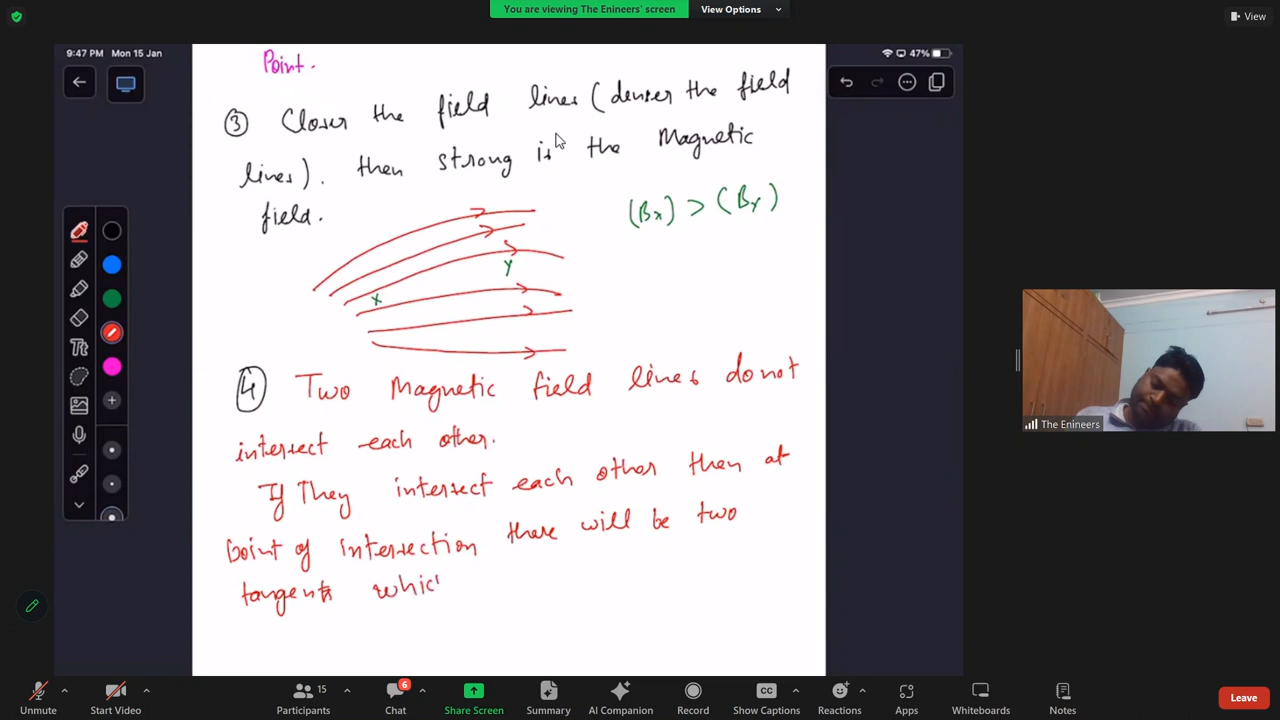 You are viewing The Enineers' screen
View Options
View
9:47 PM Mon 15 Jan
47%
Point.
③ Closer the field lines (denser the field
lines). then strong is the Magnetic
field.
(Bx) > (By)
Y
X
④ Two Magnetic field lines do not
intersect each other.
If They intersect each other then at
point of intersection there will be two
tangents whic
The Enineers
Unmute
Start Video
15
Participants
6
Chat
Share Screen
Summary
AI Companion
Record
CC
Show Captions
Reactions
Apps
Whiteboards
Notes
Leave